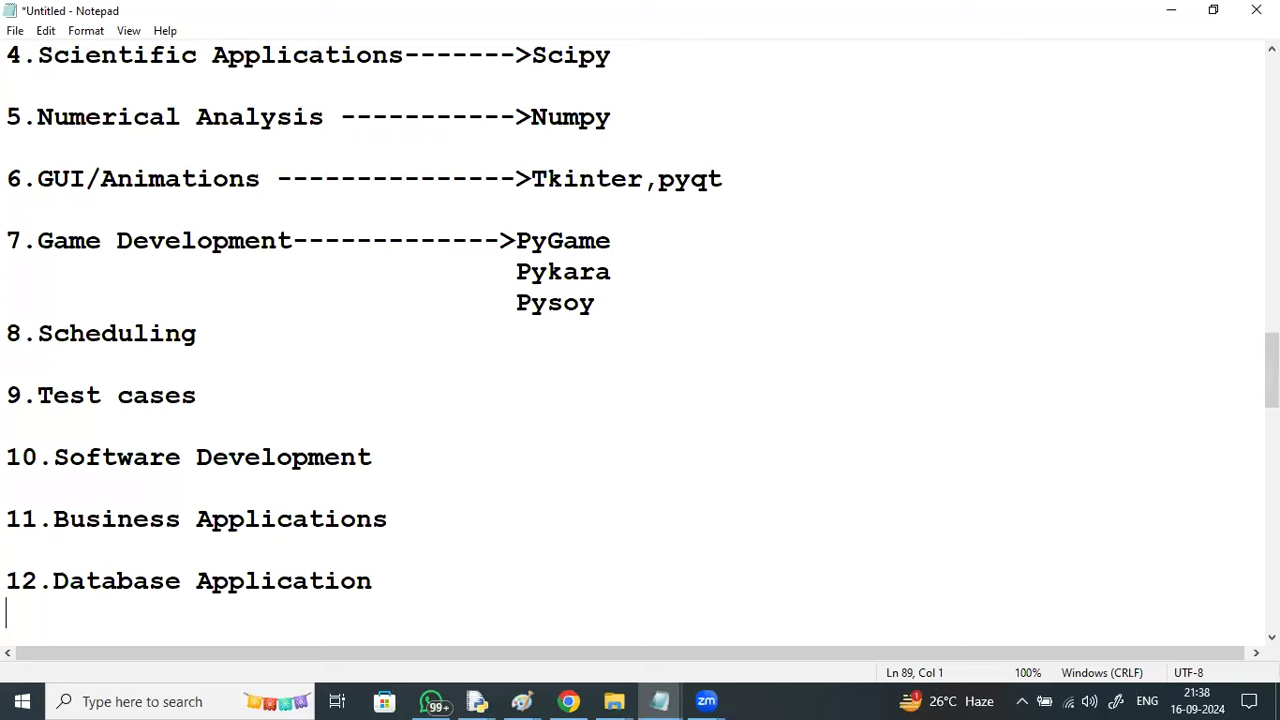 *Untitled - Notepad
File Edit Format View Help
4.Scientific Applications------->Scipy
5.Numerical Analysis ----------->Numpy
6.GUI/Animations --------------->Tkinter,pyqt
7.Game Development------------->PyGame
Pykara
Pysoy
8.Scheduling
9.Test cases
10.Software Development
11.Business Applications
12.Database Application
Ln 89, Col 1 100% Windows (CRLF) UTF-8
Type here to search 99+ zm 1 26°C Haze ENG 21:38
16-09-2024